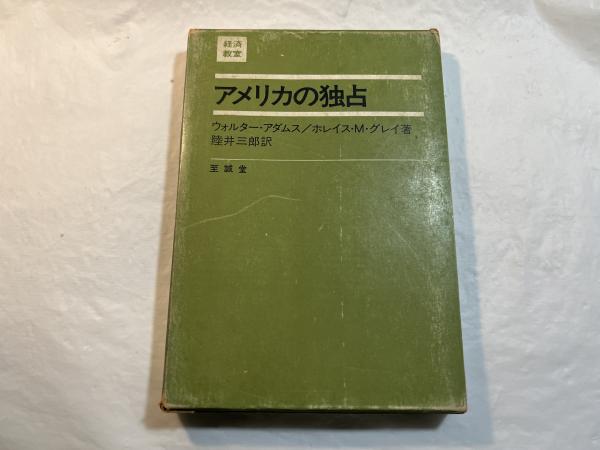 経済
教室
アメリカの独占
ウォルター・アダムス/ホレイス・M・グレイ著
陸井三郎訳
至誠堂